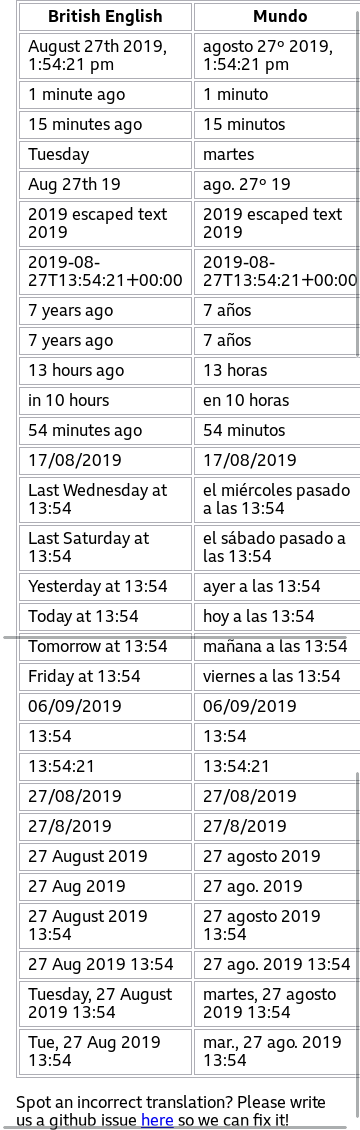 British English Mundo
August 27th 2019, agosto 27º 2019,
1:54:21 pm 1:54:21 pm
1 minute ago 1 minuto
15 minutes ago 15 minutos
Tuesday martes
Aug 27th 19 ago. 27º 19
2019 escaped text 2019 escaped text
2019 2019
2019-08- 2019-08-
27T13:54:21+00:00 27T13:54:21+00:00
7 years ago 7 años
7 years ago 7 años
13 hours ago 13 horas
in 10 hours en 10 horas
54 minutes ago 54 minutos
17/08/2019 17/08/2019
Last Wednesday at el miércoles pasado
13:54 a las 13:54
Last Saturday at el sábado pasado a
13:54 las 13:54
Yesterday at 13:54 ayer a las 13:54
Today at 13:54 hoy a las 13:54
Tomorrow at 13:54 mañana a las 13:54
Friday at 13:54 viernes a las 13:54
06/09/2019 06/09/2019
13:54 13:54
13:54:21 13:54:21
27/08/2019 27/08/2019
27/8/2019 27/8/2019
27 August 2019 27 agosto 2019
27 Aug 2019 27 ago. 2019
27 August 2019 27 agosto 2019
13:54 13:54
27 Aug 2019 13:54 27 ago. 2019 13:54
Tuesday, 27 August martes, 27 agosto
2019 13:54 2019 13:54
Tue, 27 Aug 2019 mar., 27 ago. 2019
13:54 13:54
Spot an incorrect translation? Please write
us a github issue here so we can fix it!